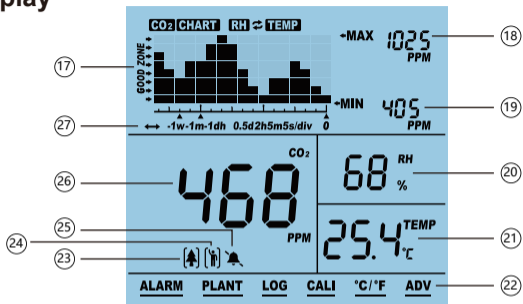 play
CO2 CHART RH ⇄ TEMP
GOOD ZONE
17
MAX 1025 PPM
18
MIN 405 PPM
19
27
-1w-1m-1dh 0.5d2h5m5s/div 0
CO₂
26
468
PPM
68 RH %
20
25
24
23
25.4 TEMP °C
21
ALARM PLANT LOG CALI °C/°F ADV
22